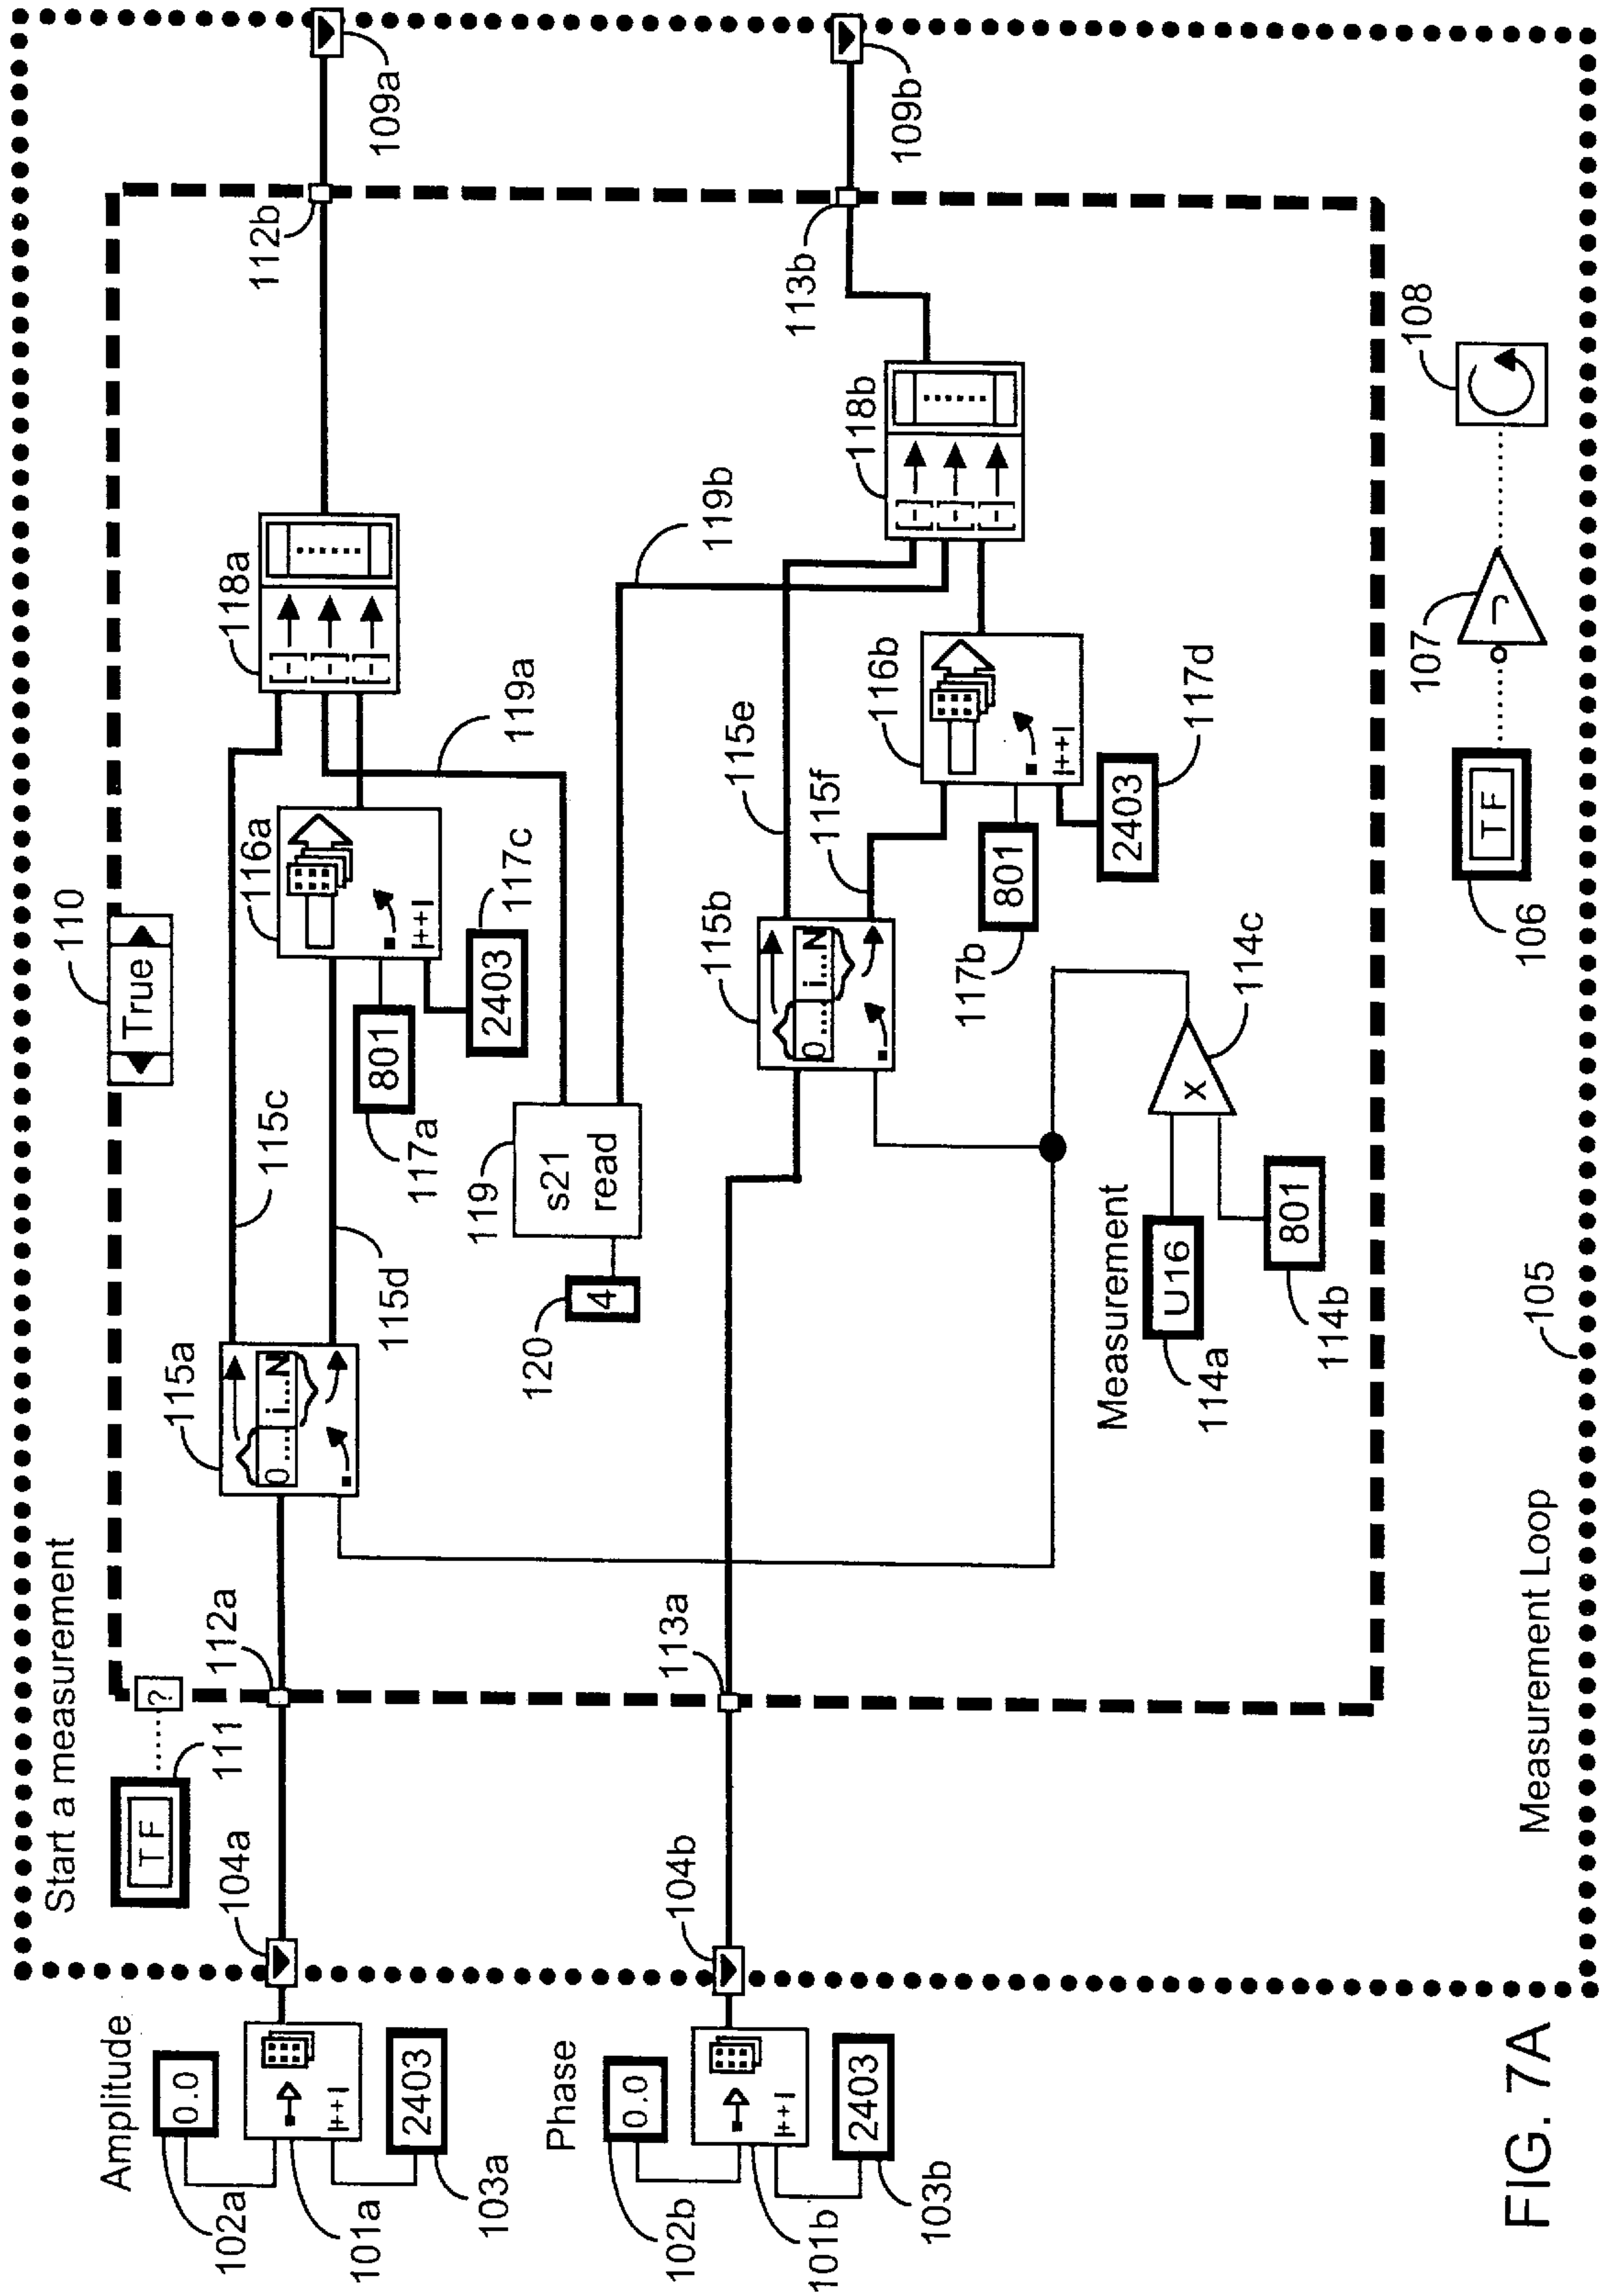 Start a measurement
110
True
109a
112b
118a
116a
|++|
117c
2403
801
117a
119a
119b
115c
115d
115a
0....i...N
119
s21
read
120
4
112a
111
?
TF
104a
Amplitude
0.0
102a
101a
|++|
2403
103a
109b
113b
118b
116b
|++|
117d
2403
801
117b
115e
115f
115b
0....i...N
114c
x
Measurement
U16
114a
801
114b
113a
104b
Phase
0.0
102b
101b
|++|
2403
103b
108
107
TF
106
105
Measurement Loop
FIG. 7A